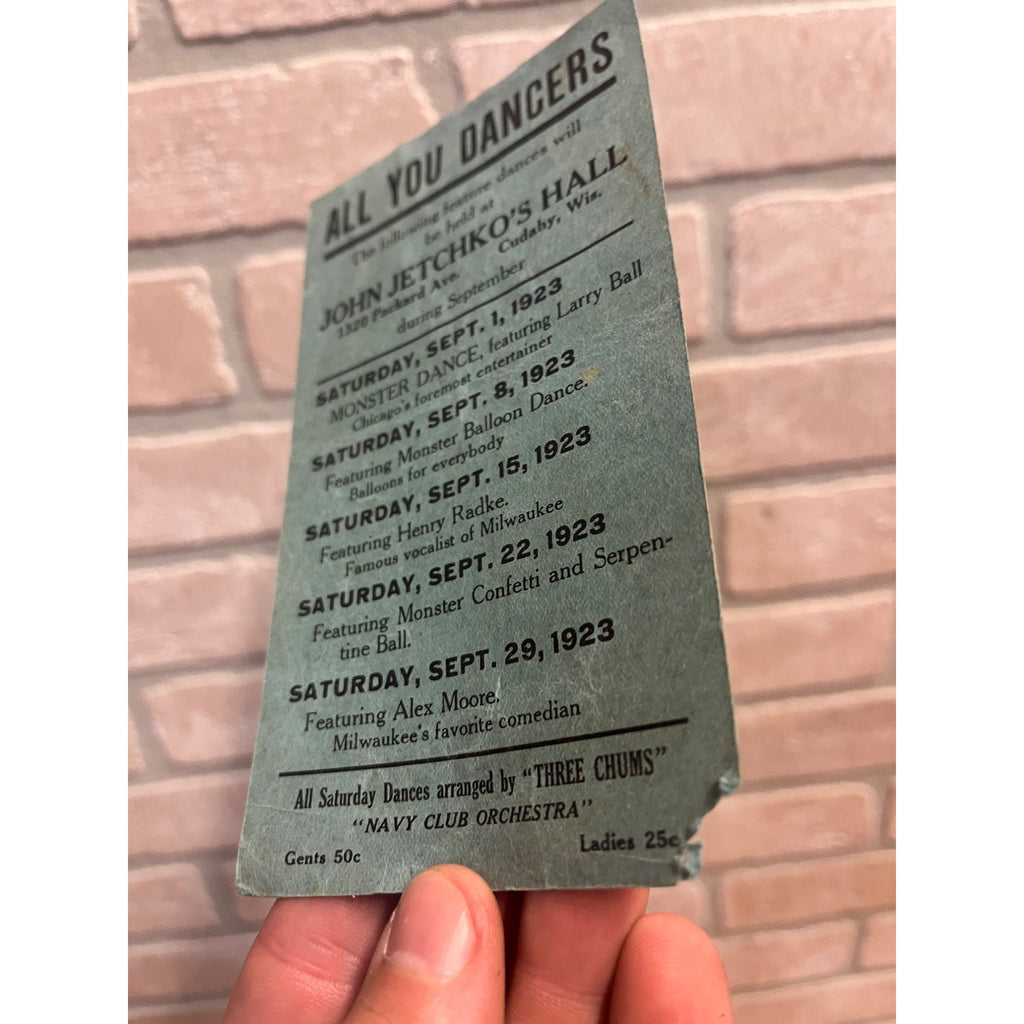 ALL YOU DANCERS
The following feature dances will
be held at
JOHN JETCHKO'S HALL
1320 Packard Ave. Cudahy, Wis.
during September
SATURDAY, SEPT. 1, 1923
MONSTER DANCE, featuring Larry Ball
Chicago's foremost entertainer
SATURDAY, SEPT. 8, 1923
Featuring Monster Balloon Dance.
Balloons for everybody
SATURDAY, SEPT. 15, 1923
Featuring Henry Radke.
Famous vocalist of Milwaukee
SATURDAY, SEPT. 22, 1923
Featuring Monster Confetti and Serpen-
tine Ball.
SATURDAY, SEPT. 29, 1923
Featuring Alex Moore.
Milwaukee's favorite comedian
All Saturday Dances arranged by "THREE CHUMS"
"NAVY CLUB ORCHESTRA"
Gents 50c Ladies 25c